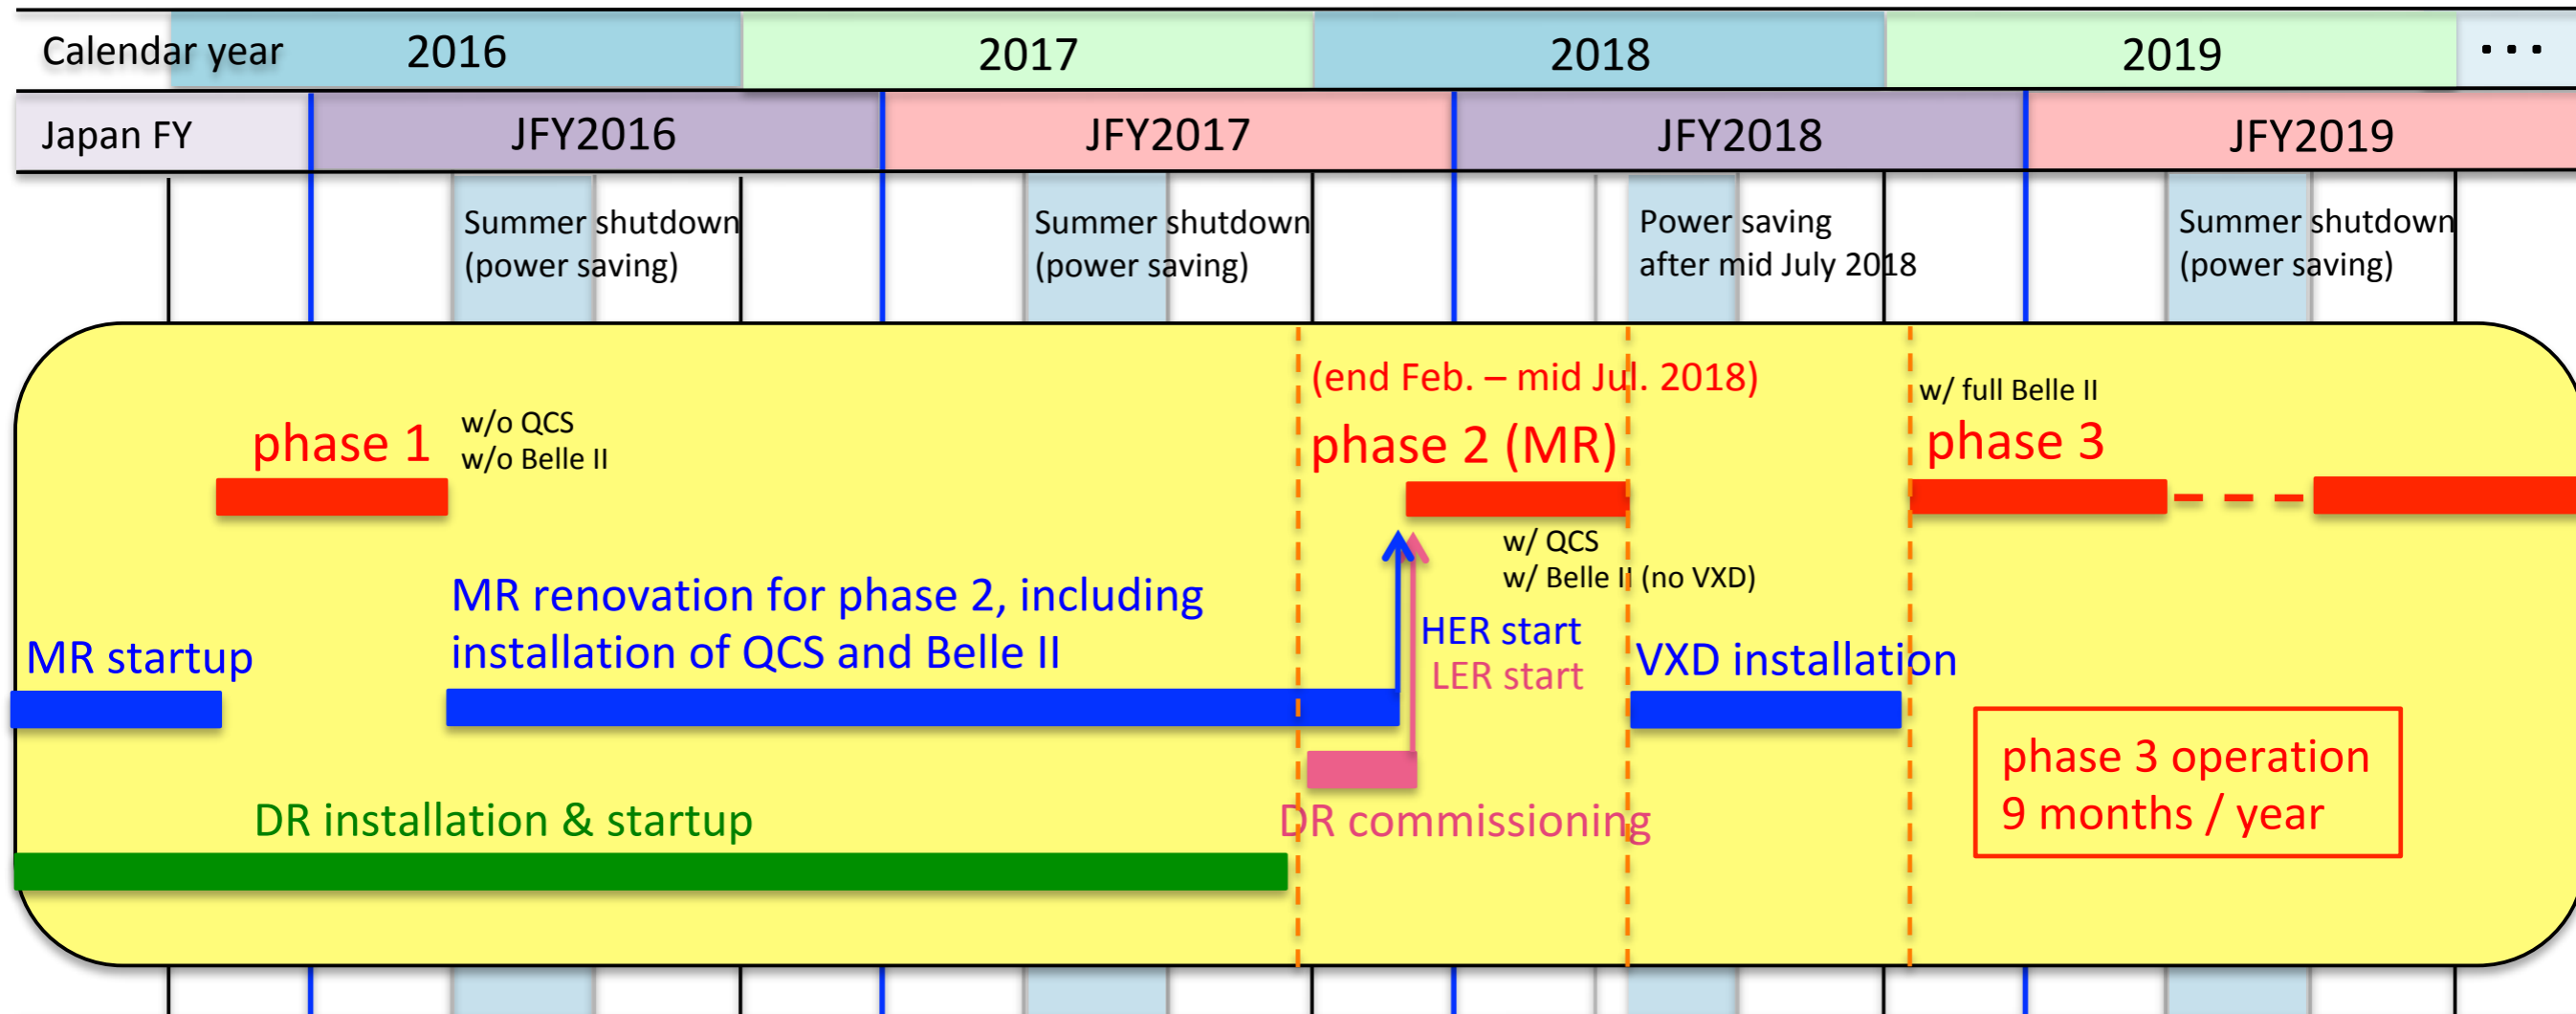 Calendar year 2016 2017 2018 2019 ...
Japan FY JFY2016 JFY2017 JFY2018 JFY2019
Summer shutdown
(power saving)
Summer shutdown
(power saving)
Power saving
after mid July 2018
Summer shutdown
(power saving)
(end Feb. – mid Jul. 2018)
phase 1
w/o QCS
w/o Belle II
phase 2 (MR)
w/ full Belle II
phase 3
w/ QCS
w/ Belle II (no VXD)
MR renovation for phase 2, including
installation of QCS and Belle II
MR startup
HER start
LER start
VXD installation
phase 3 operation
9 months / year
DR installation & startup
DR commissioning